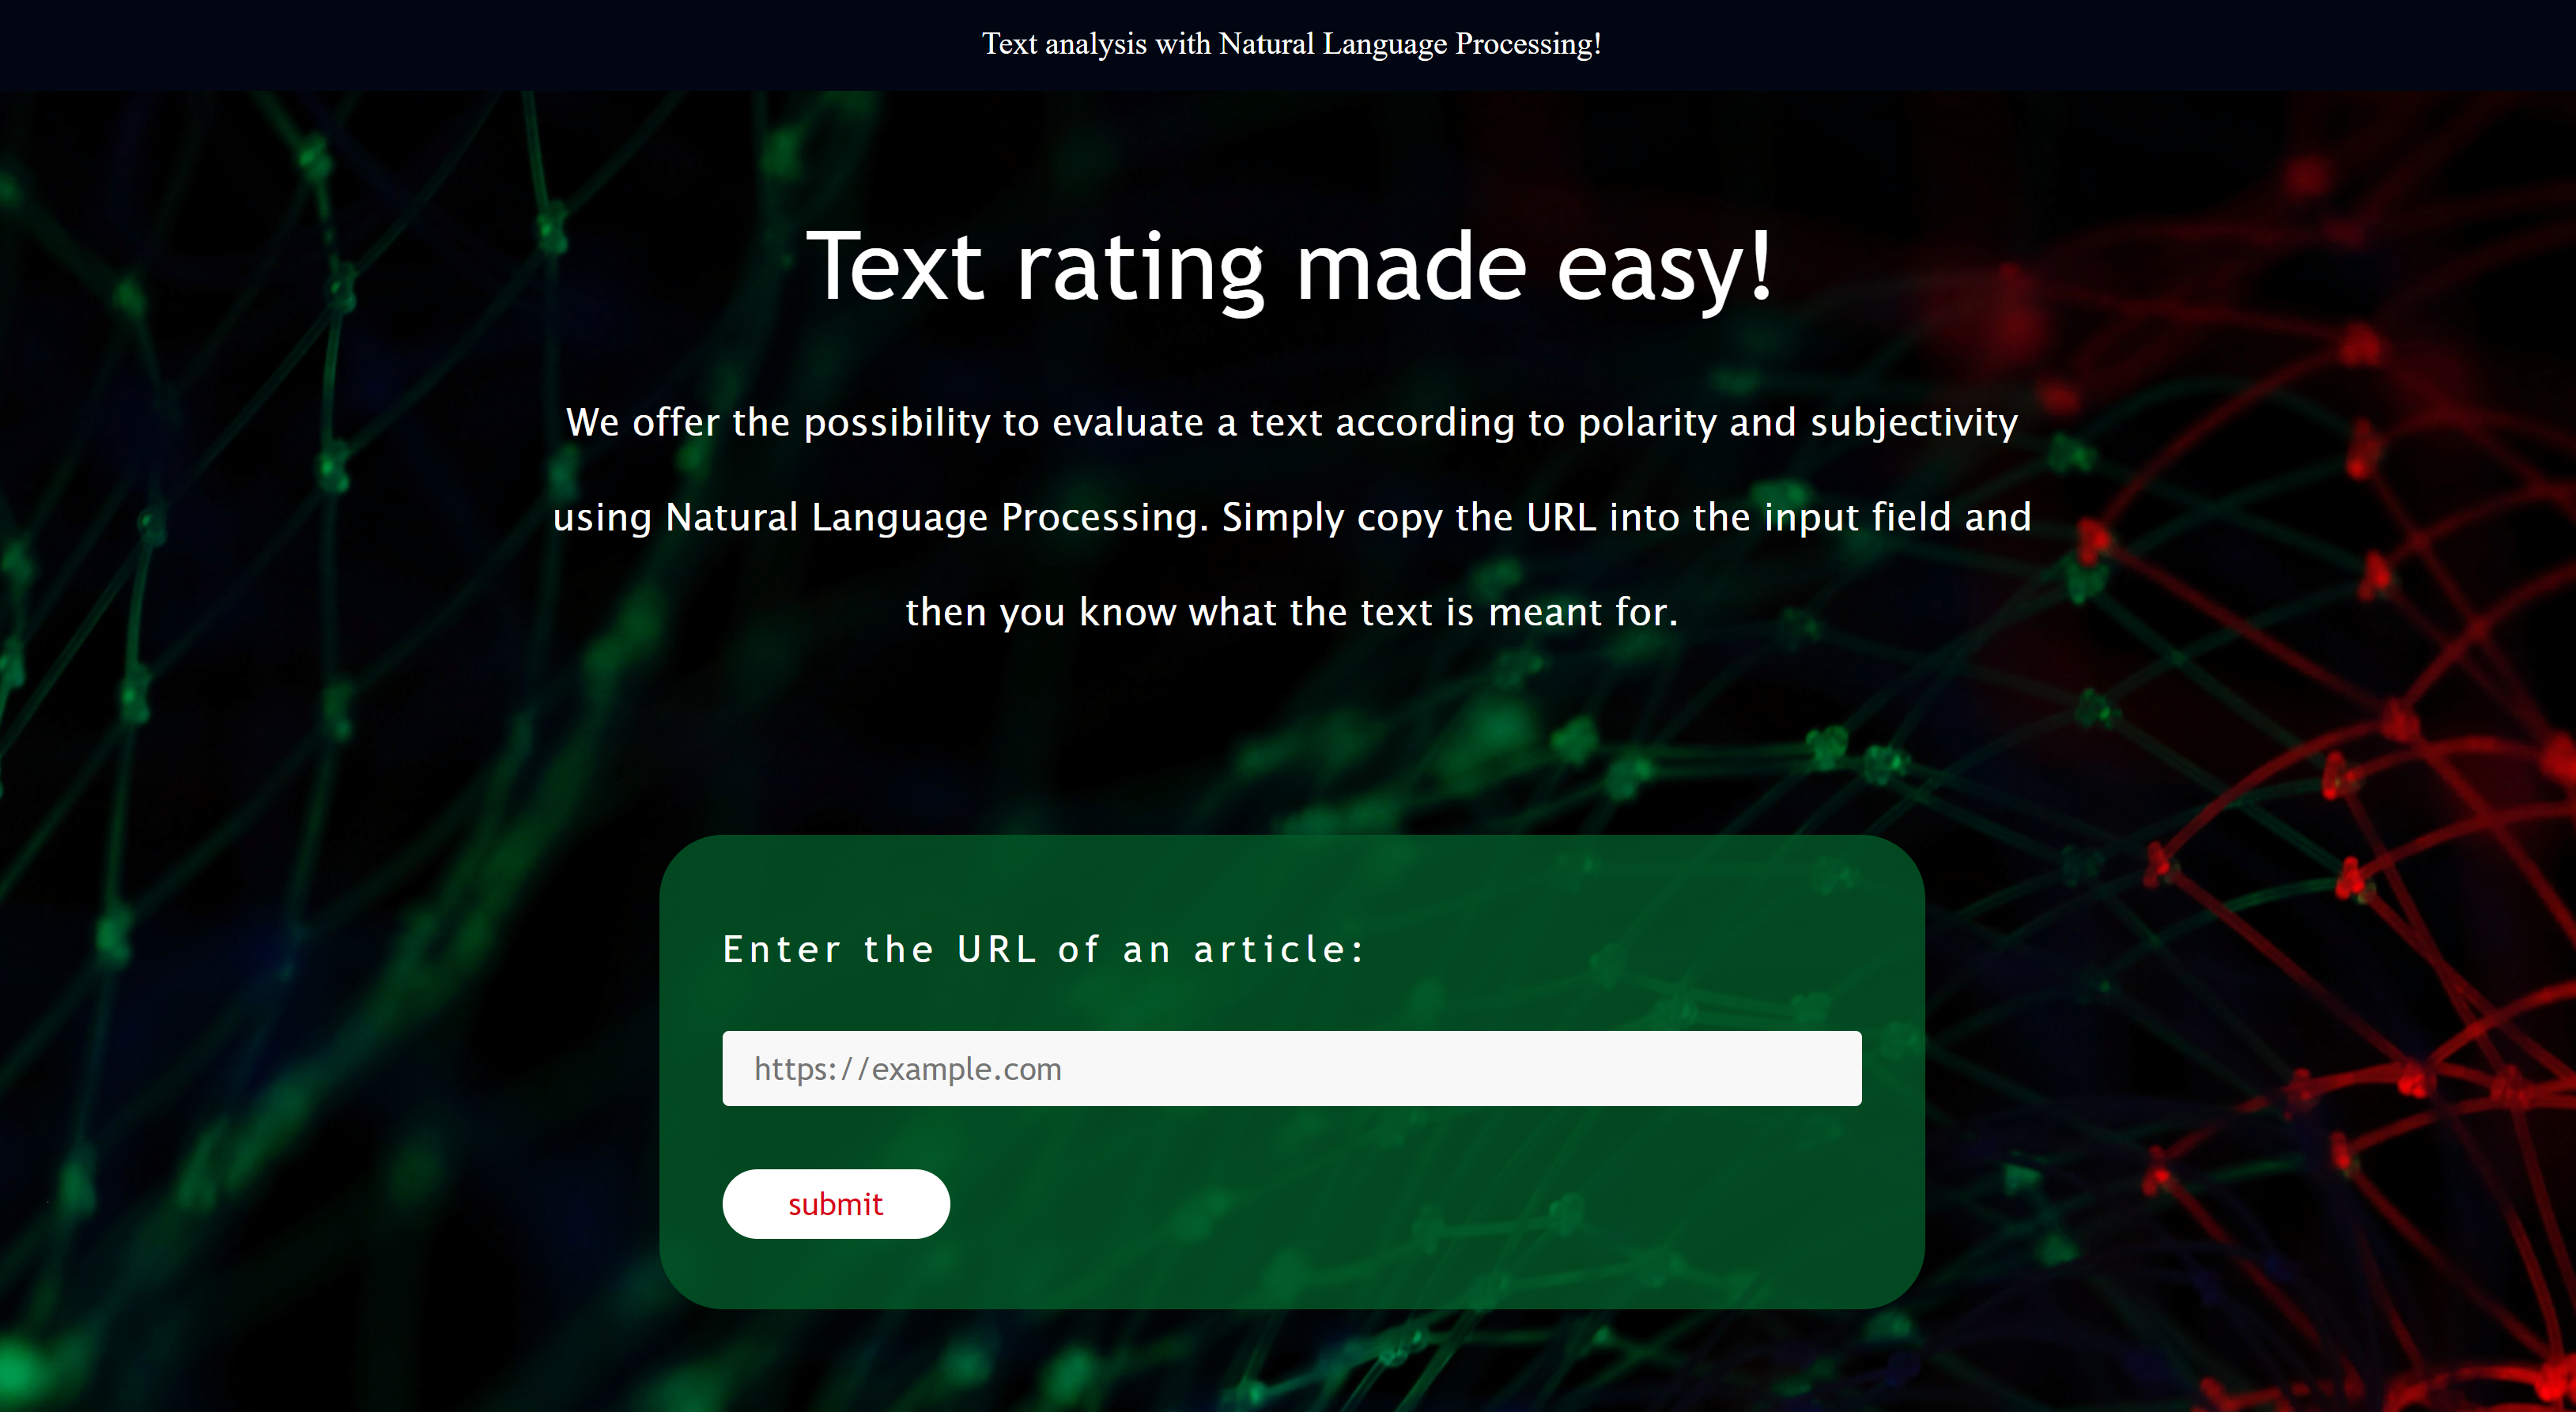 Text analysis with Natural Language Processing!
Text rating made easy!
We offer the possibility to evaluate a text according to polarity and subjectivity
using Natural Language Processing. Simply copy the URL into the input field and
then you know what the text is meant for.
Enter the URL of an article:
https://example.com
submit